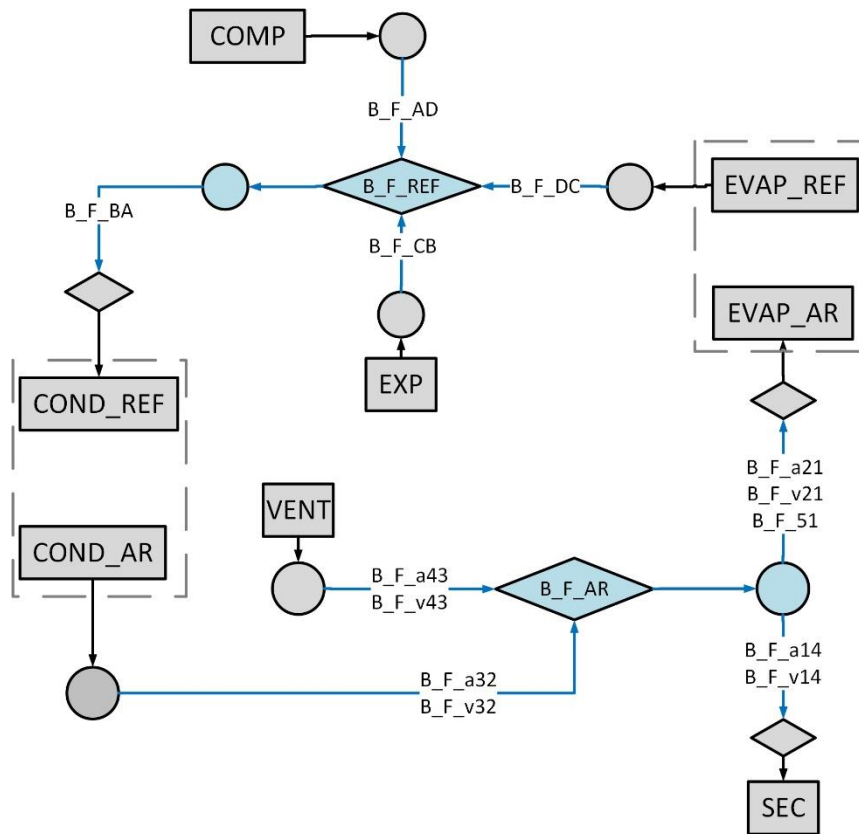 COMP
B_F_AD
B_F_REF
B_F_DC
EVAP_REF
B_F_BA
B_F_CB
EVAP_AR
EXP
COND_REF
B_F_a21
B_F_v21
B_F_51
VENT
COND_AR
B_F_a43
B_F_v43
B_F_AR
B_F_a14
B_F_v14
B_F_a32
B_F_v32
SEC